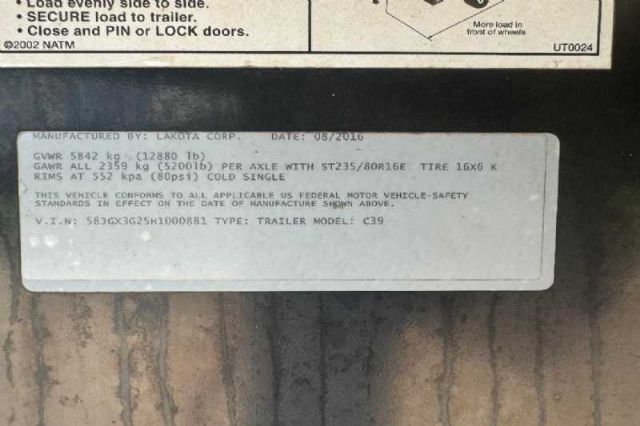 • Load evenly side to side.
• SECURE load to trailer.
• Close and PIN or LOCK doors.
©2002 NATM
More load in
front of wheels
UT0024
MANUFACTURED BY: LAKOTA CORP. DATE: 08/2016
GVWR 5842 kg (12880 lb)
GAWR ALL 2359 kg (5200lb) PER AXLE WITH ST235/80R16E TIRE 16X6 K
RIMS AT 552 kpa (80psi) COLD SINGLE
THIS VEHICLE CONFORMS TO ALL APPLICABLE US FEDERAL MOTOR VEHICLE-SAFETY
STANDARDS IN EFFECT ON THE DATE OF MANUFACTURE SHOWN ABOVE.
V.I.N: 583GX3G25H1000881 TYPE: TRAILER MODEL: C39